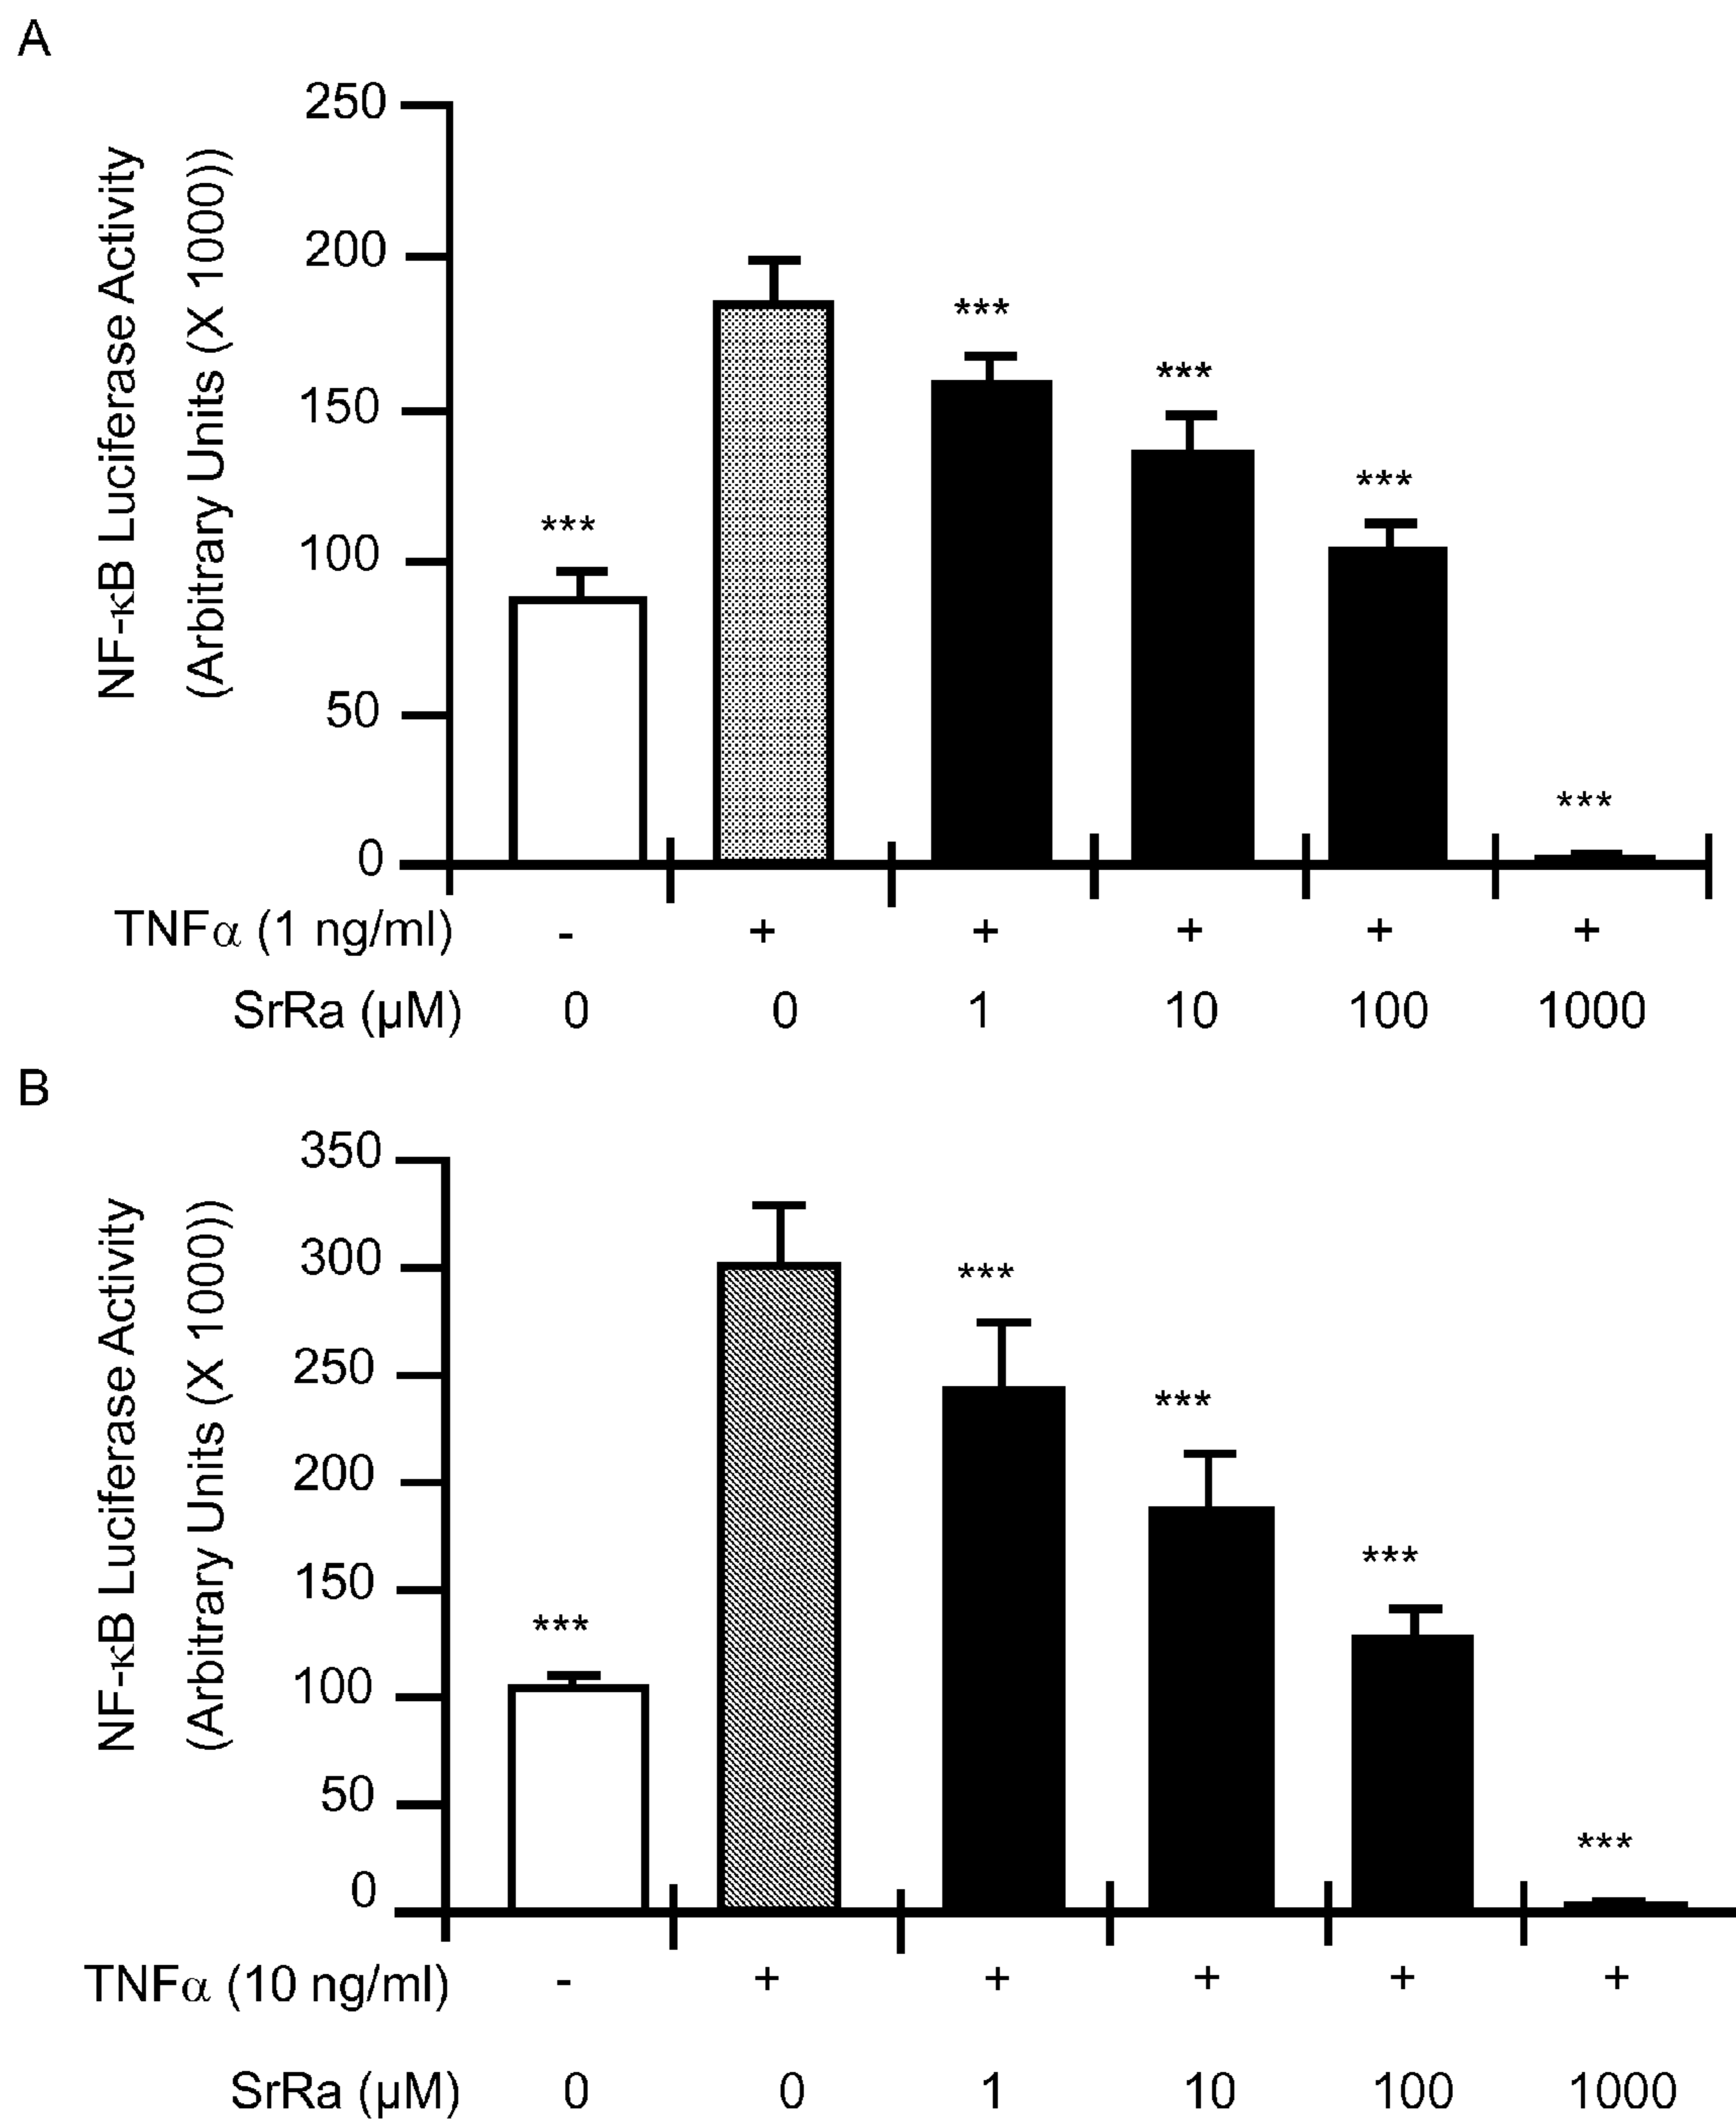 A
NF-κB Luciferase Activity
(Arbitrary Units (X 1000))
250
200
150
100
50
0
***
***
***
***
***
TNFα (1 ng/ml) - + + + + +
SrRa (µM) 0 0 1 10 100 1000
B
NF-κB Luciferase Activity
(Arbitrary Units (X 1000))
350
300
250
200
150
100
50
0
***
***
***
***
***
TNFα (10 ng/ml) - + + + + +
SrRa (µM) 0 0 1 10 100 1000